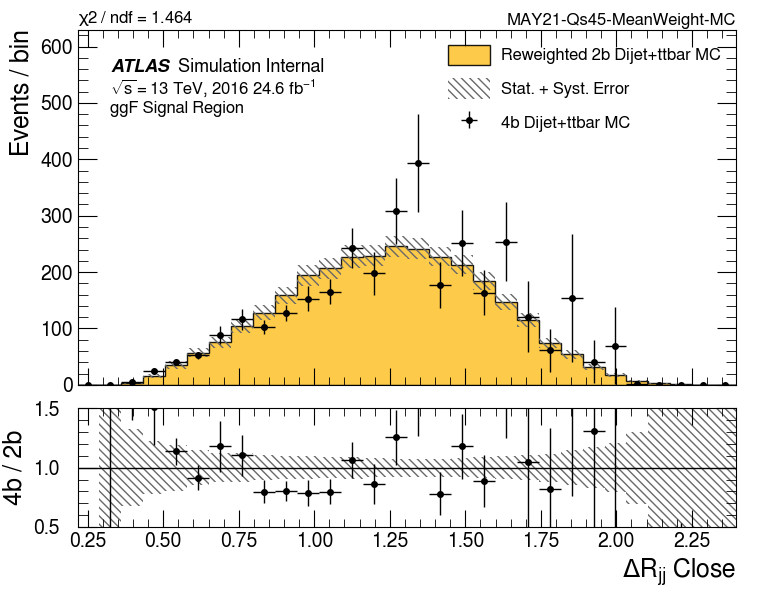 χ2 / ndf = 1.464
MAY21-Qs45-MeanWeight-MC
Events / bin
600
500
400
300
200
100
0
ATLAS Simulation Internal
√s = 13 TeV, 2016 24.6 fb⁻¹
ggF Signal Region
Reweighted 2b Dijet+ttbar MC
Stat. + Syst. Error
4b Dijet+ttbar MC
4b / 2b
1.5
1.0
0.5
0.25 0.50 0.75 1.00 1.25 1.50 1.75 2.00 2.25
ΔRjj Close